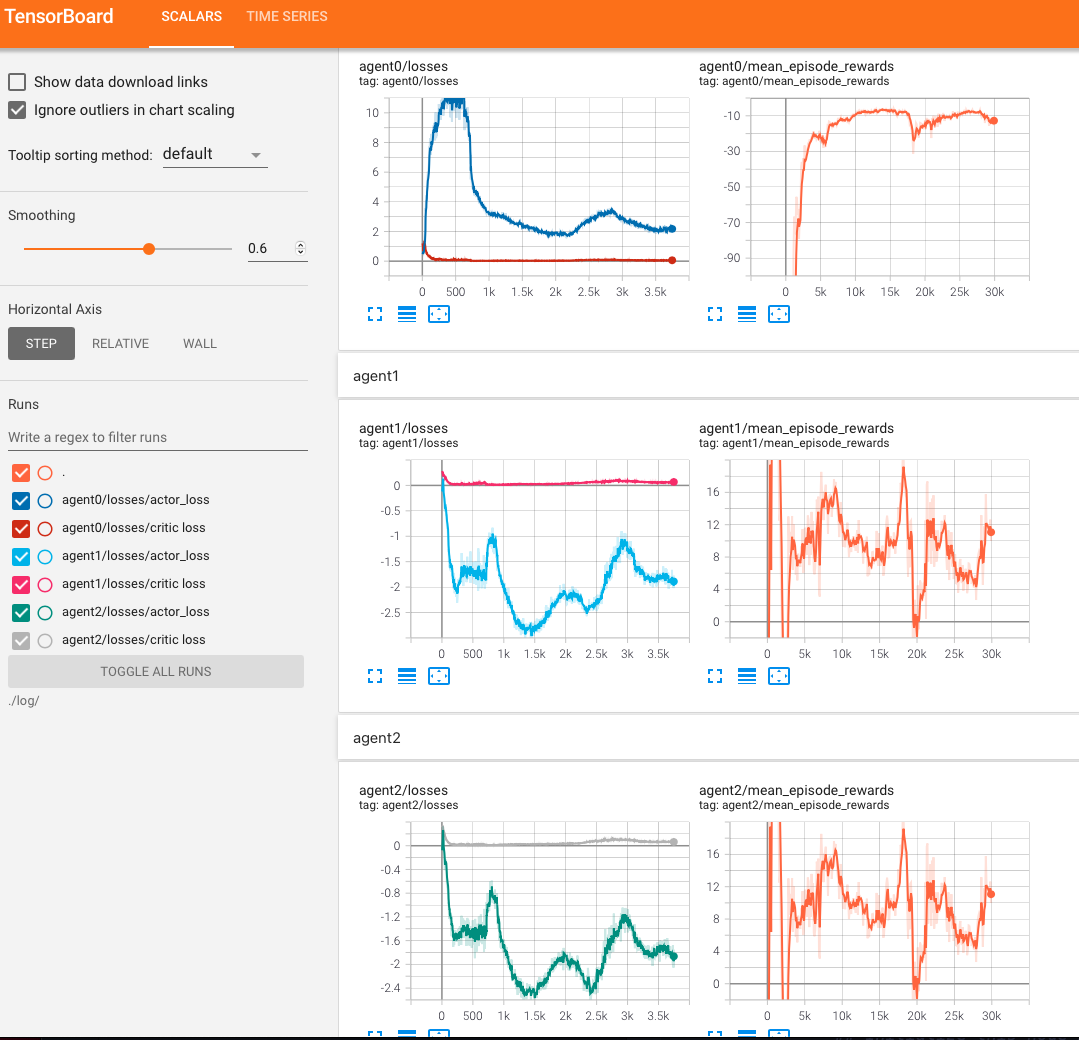 TensorBoard SCALARS TIME SERIES
Show data download links
Ignore outliers in chart scaling
Tooltip sorting method: default
Smoothing
0.6
Horizontal Axis
STEP RELATIVE WALL
Runs
Write a regex to filter runs
.
agent0/losses/actor_loss
agent0/losses/critic loss
agent1/losses/actor_loss
agent1/losses/critic loss
agent2/losses/actor_loss
agent2/losses/critic loss
TOGGLE ALL RUNS
./log/
agent0/losses
tag: agent0/losses
10
8
6
4
2
0
0 500 1k 1.5k 2k 2.5k 3k 3.5k
agent0/mean_episode_rewards
tag: agent0/mean_episode_rewards
-10
-30
-50
-70
-90
0 5k 10k 15k 20k 25k 30k
agent1
agent1/losses
tag: agent1/losses
0
-0.5
-1
-1.5
-2
-2.5
0 500 1k 1.5k 2k 2.5k 3k 3.5k
agent1/mean_episode_rewards
tag: agent1/mean_episode_rewards
16
12
8
4
0
0 5k 10k 15k 20k 25k 30k
agent2
agent2/losses
tag: agent2/losses
0
-0.4
-0.8
-1.2
-1.6
-2
-2.4
0 500 1k 1.5k 2k 2.5k 3k 3.5k
agent2/mean_episode_rewards
tag: agent2/mean_episode_rewards
16
12
8
4
0
0 5k 10k 15k 20k 25k 30k